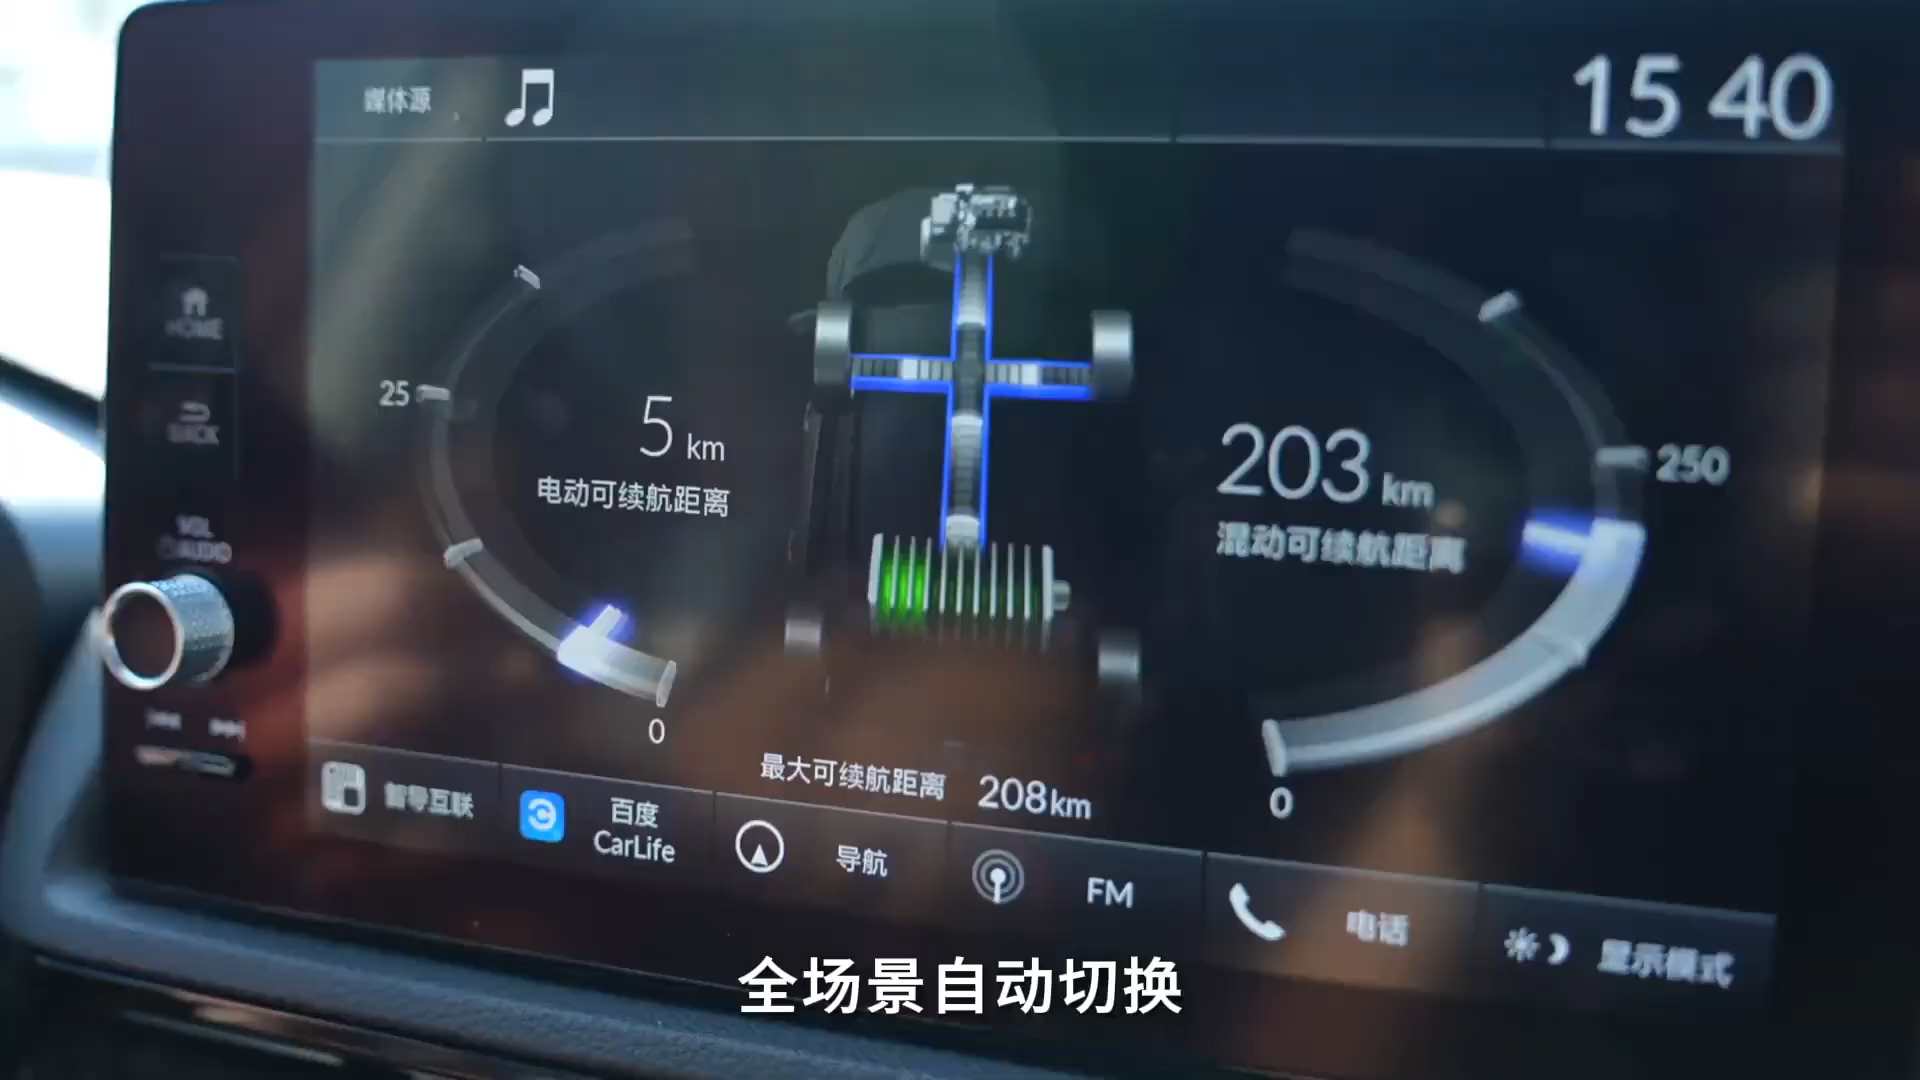 媒体源
15 40
HOME
BACK
25
5 km
电动可续航距离
203 km
混动可续航距离
250
VOL
AUDIO
0
0
最大可续航距离 208km
智导互联
百度
CarLife
导航
FM
电话
显示模式
全场景自动切换